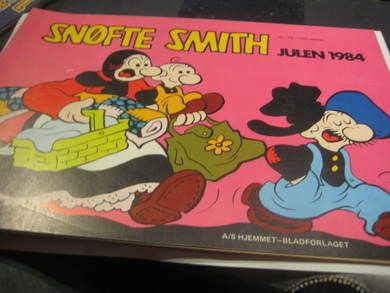 SNØFTE SMITH
JULEN 1984
A/S HJEMMET-BLADFORLAGET